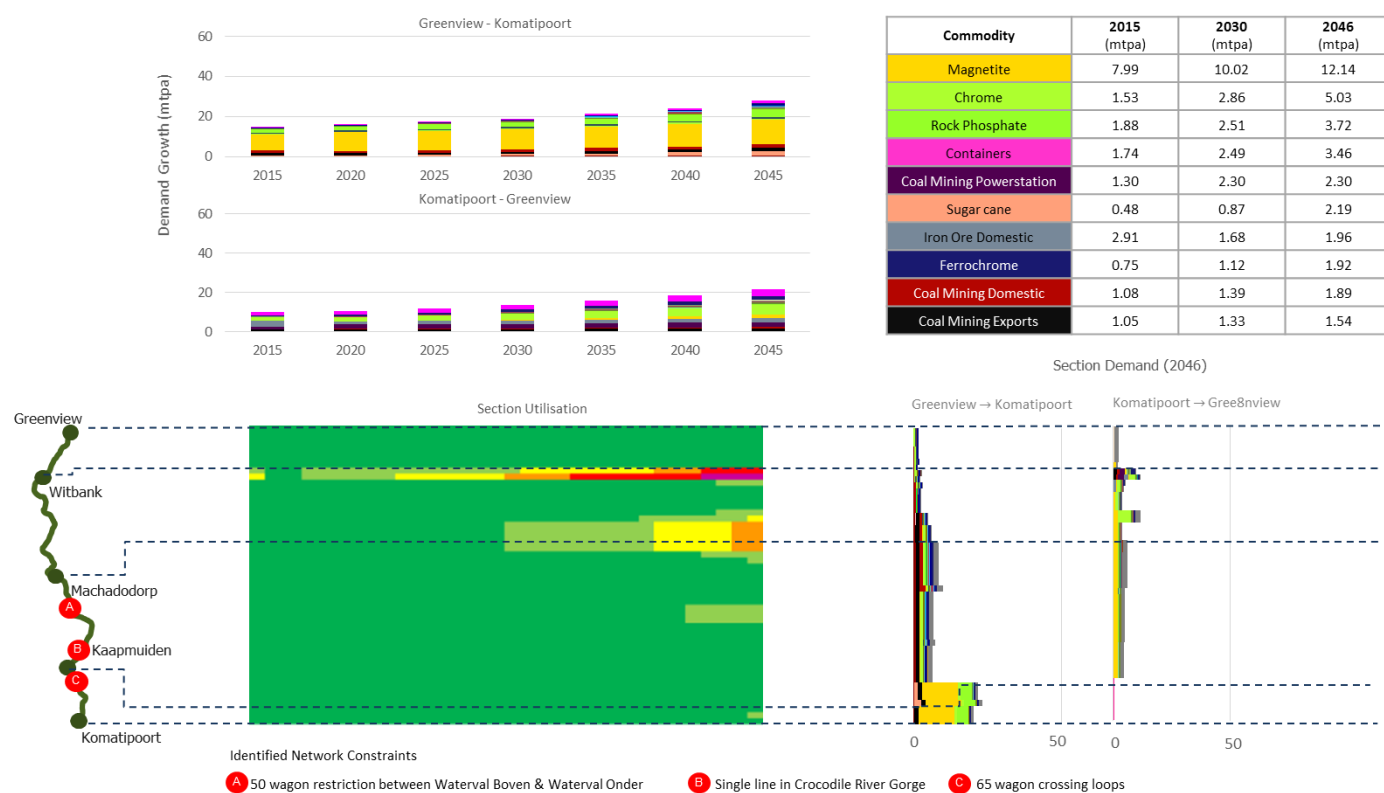 Greenview - Komatipoort
Demand Growth (mtpa)
60
40
20
0
2015 2020 2025 2030 2035 2040 2045
Komatipoort - Greenview
60
40
20
0
2015 2020 2025 2030 2035 2040 2045
Commodity 2015 (mtpa) 2030 (mtpa) 2046 (mtpa)
Magnetite 7.99 10.02 12.14
Chrome 1.53 2.86 5.03
Rock Phosphate 1.88 2.51 3.72
Containers 1.74 2.49 3.46
Coal Mining Powerstation 1.30 2.30 2.30
Sugar cane 0.48 0.87 2.19
Iron Ore Domestic 2.91 1.68 1.96
Ferrochrome 0.75 1.12 1.92
Coal Mining Domestic 1.08 1.39 1.89
Coal Mining Exports 1.05 1.33 1.54
Section Demand (2046)
Section Utilisation
Greenview → Komatipoort
Komatipoort → Gree8nview
Greenview
Witbank
Machadodorp
A
B
Kaapmuiden
C
Komatipoort
0 50
0 50
Identified Network Constraints
A 50 wagon restriction between Waterval Boven & Waterval Onder
B Single line in Crocodile River Gorge
C 65 wagon crossing loops